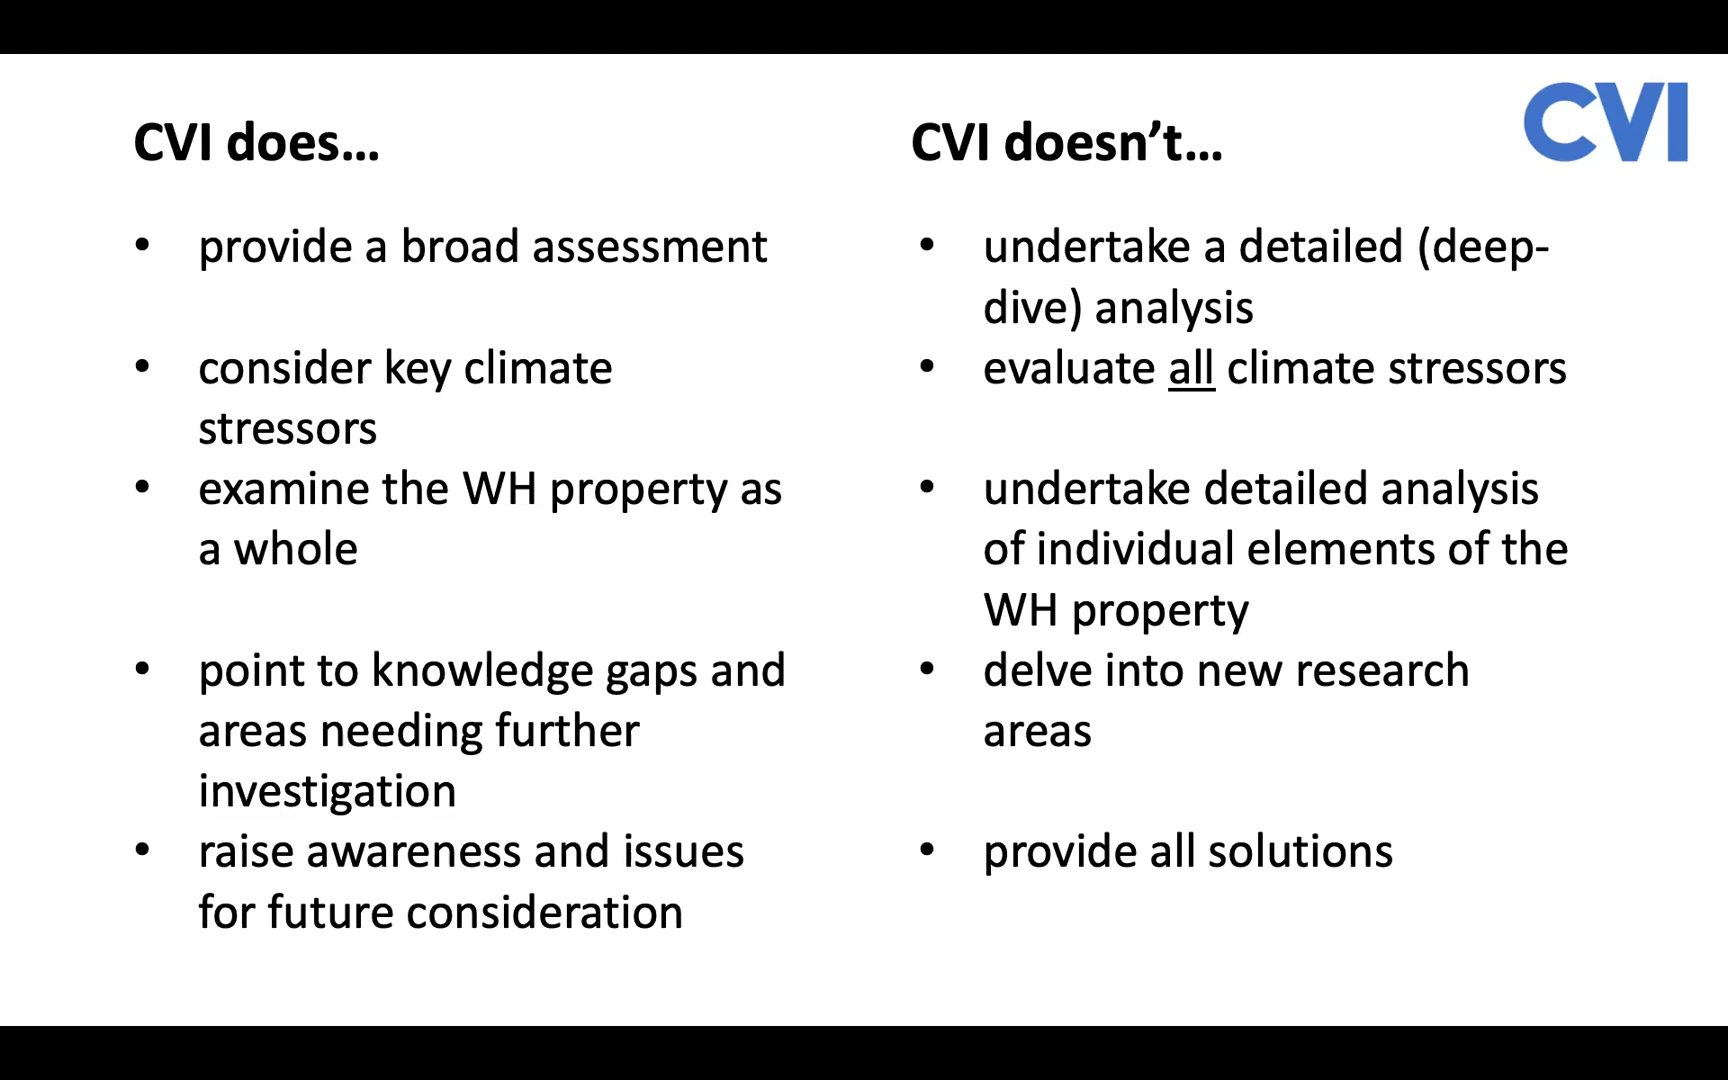 CVI
CVI does…
• provide a broad assessment
• consider key climate
stressors
• examine the WH property as
a whole
• point to knowledge gaps and
areas needing further
investigation
• raise awareness and issues
for future consideration
CVI doesn’t…
• undertake a detailed (deep-
dive) analysis
• evaluate all climate stressors
• undertake detailed analysis
of individual elements of the
WH property
• delve into new research
areas
• provide all solutions